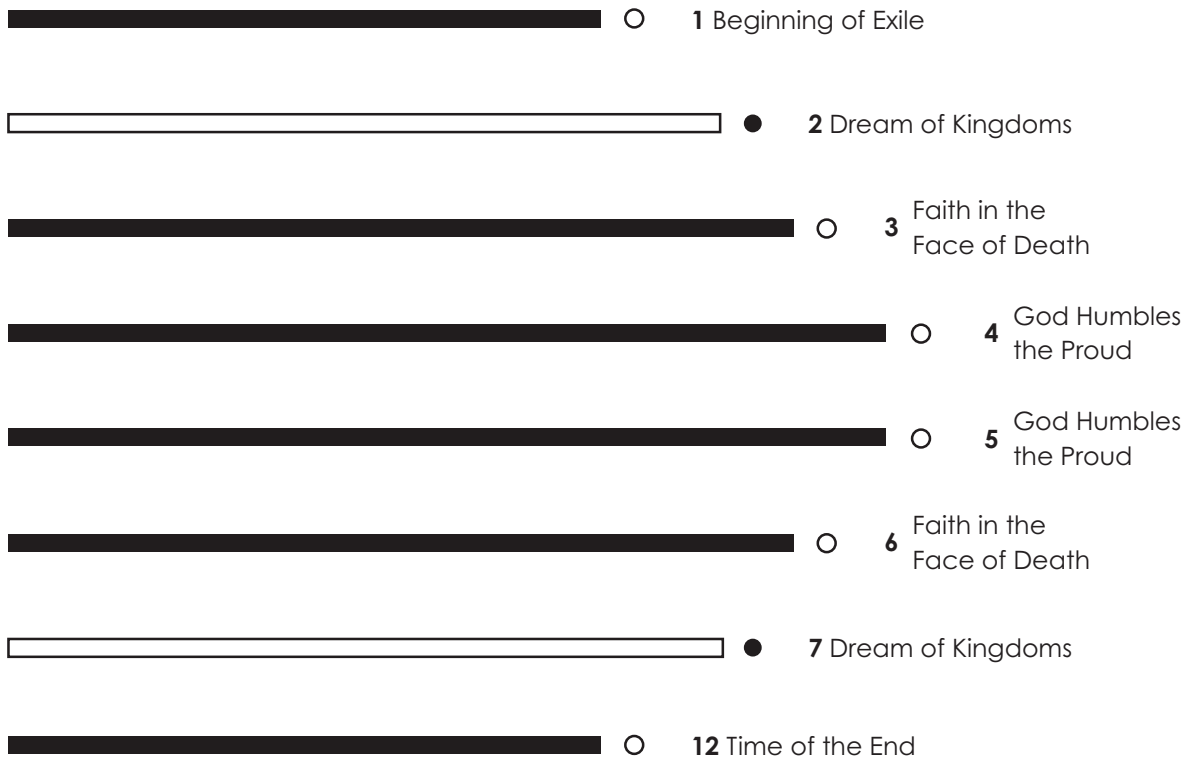 1 Beginning of Exile
2 Dream of Kingdoms
3 Faith in the
Face of Death
4 God Humbles
the Proud
5 God Humbles
the Proud
6 Faith in the
Face of Death
7 Dream of Kingdoms
12 Time of the End